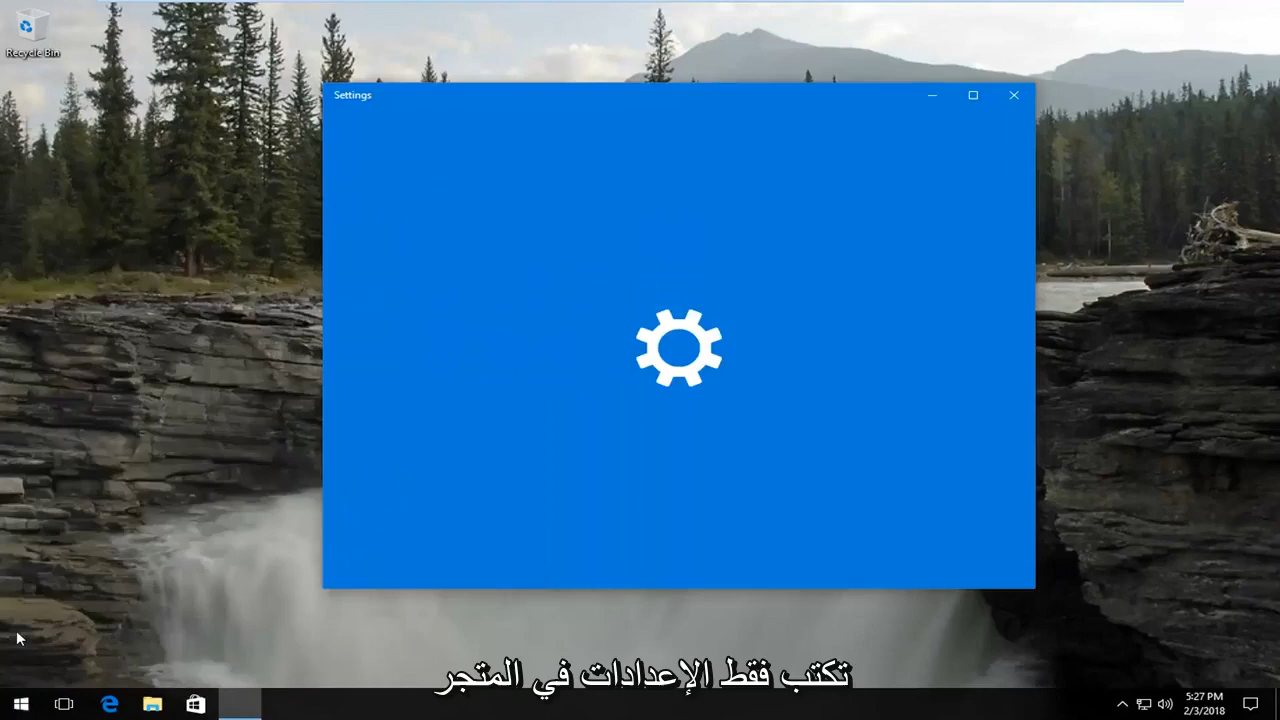 Recycle Bin
Settings
تكتب فقط الإعدادات في المتجر
5:27 PM
2/3/2018